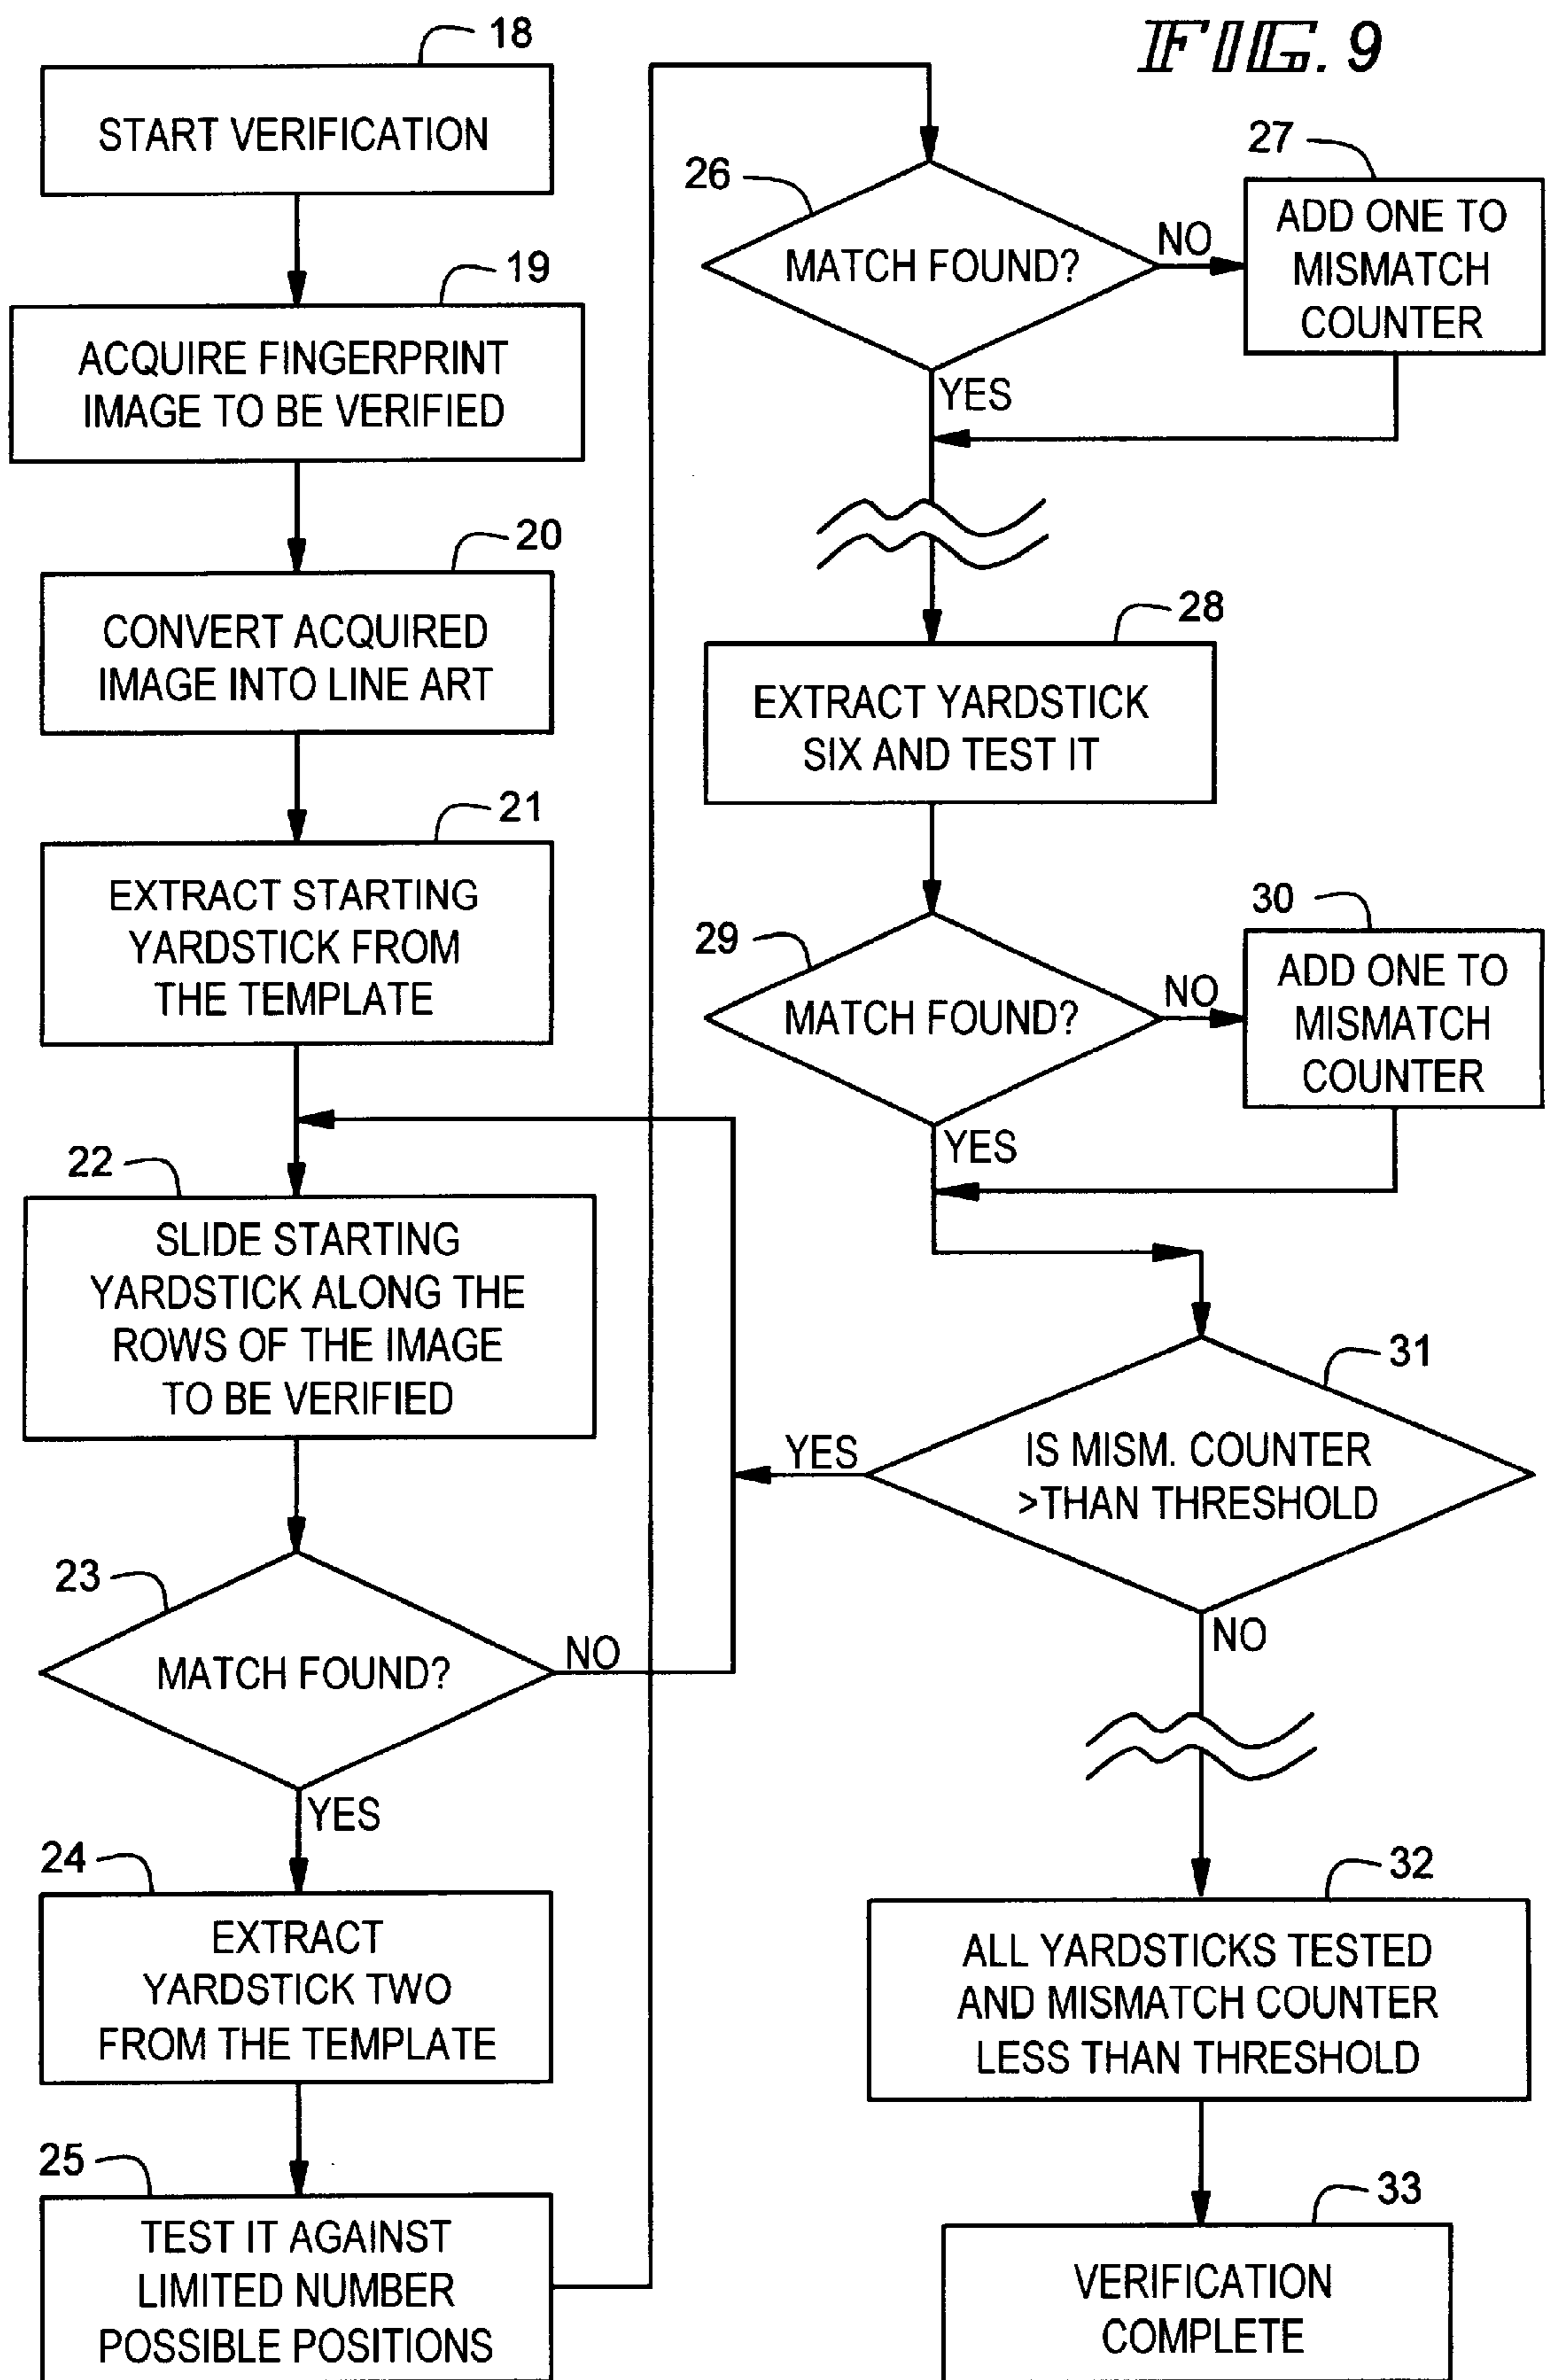 FIG. 9
18
START VERIFICATION
19
ACQUIRE FINGERPRINT
IMAGE TO BE VERIFIED
20
CONVERT ACQUIRED
IMAGE INTO LINE ART
21
EXTRACT STARTING
YARDSTICK FROM
THE TEMPLATE
22
SLIDE STARTING
YARDSTICK ALONG THE
ROWS OF THE IMAGE
TO BE VERIFIED
23
MATCH FOUND?
NO
YES
24
EXTRACT
YARDSTICK TWO
FROM THE TEMPLATE
25
TEST IT AGAINST
LIMITED NUMBER
POSSIBLE POSITIONS
26
MATCH FOUND?
NO
YES
27
ADD ONE TO
MISMATCH
COUNTER
28
EXTRACT YARDSTICK
SIX AND TEST IT
29
MATCH FOUND?
NO
YES
30
ADD ONE TO
MISMATCH
COUNTER
31
IS MISM. COUNTER
>THAN THRESHOLD
YES
NO
32
ALL YARDSTICKS TESTED
AND MISMATCH COUNTER
LESS THAN THRESHOLD
33
VERIFICATION
COMPLETE